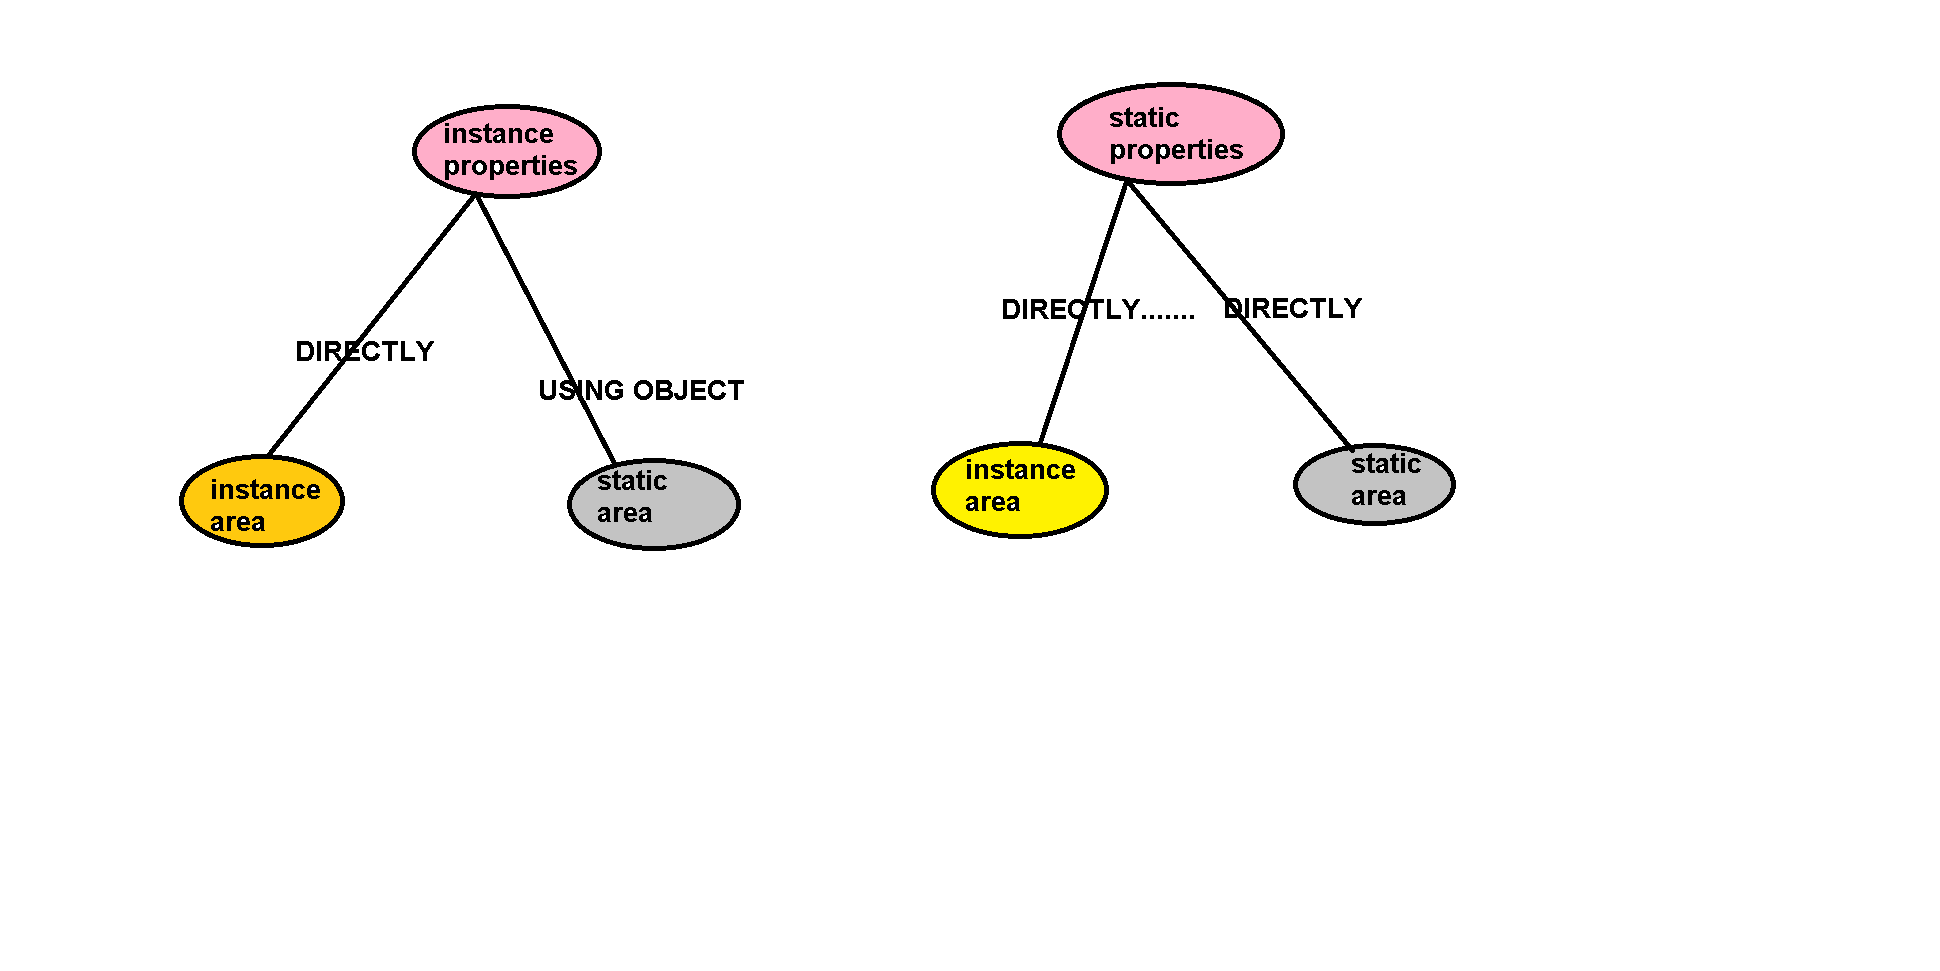 instance
properties
DIRECTLY
USING OBJECT
instance
area
static
area
static
properties
DIRECTLY.......
DIRECTLY
instance
area
static
area